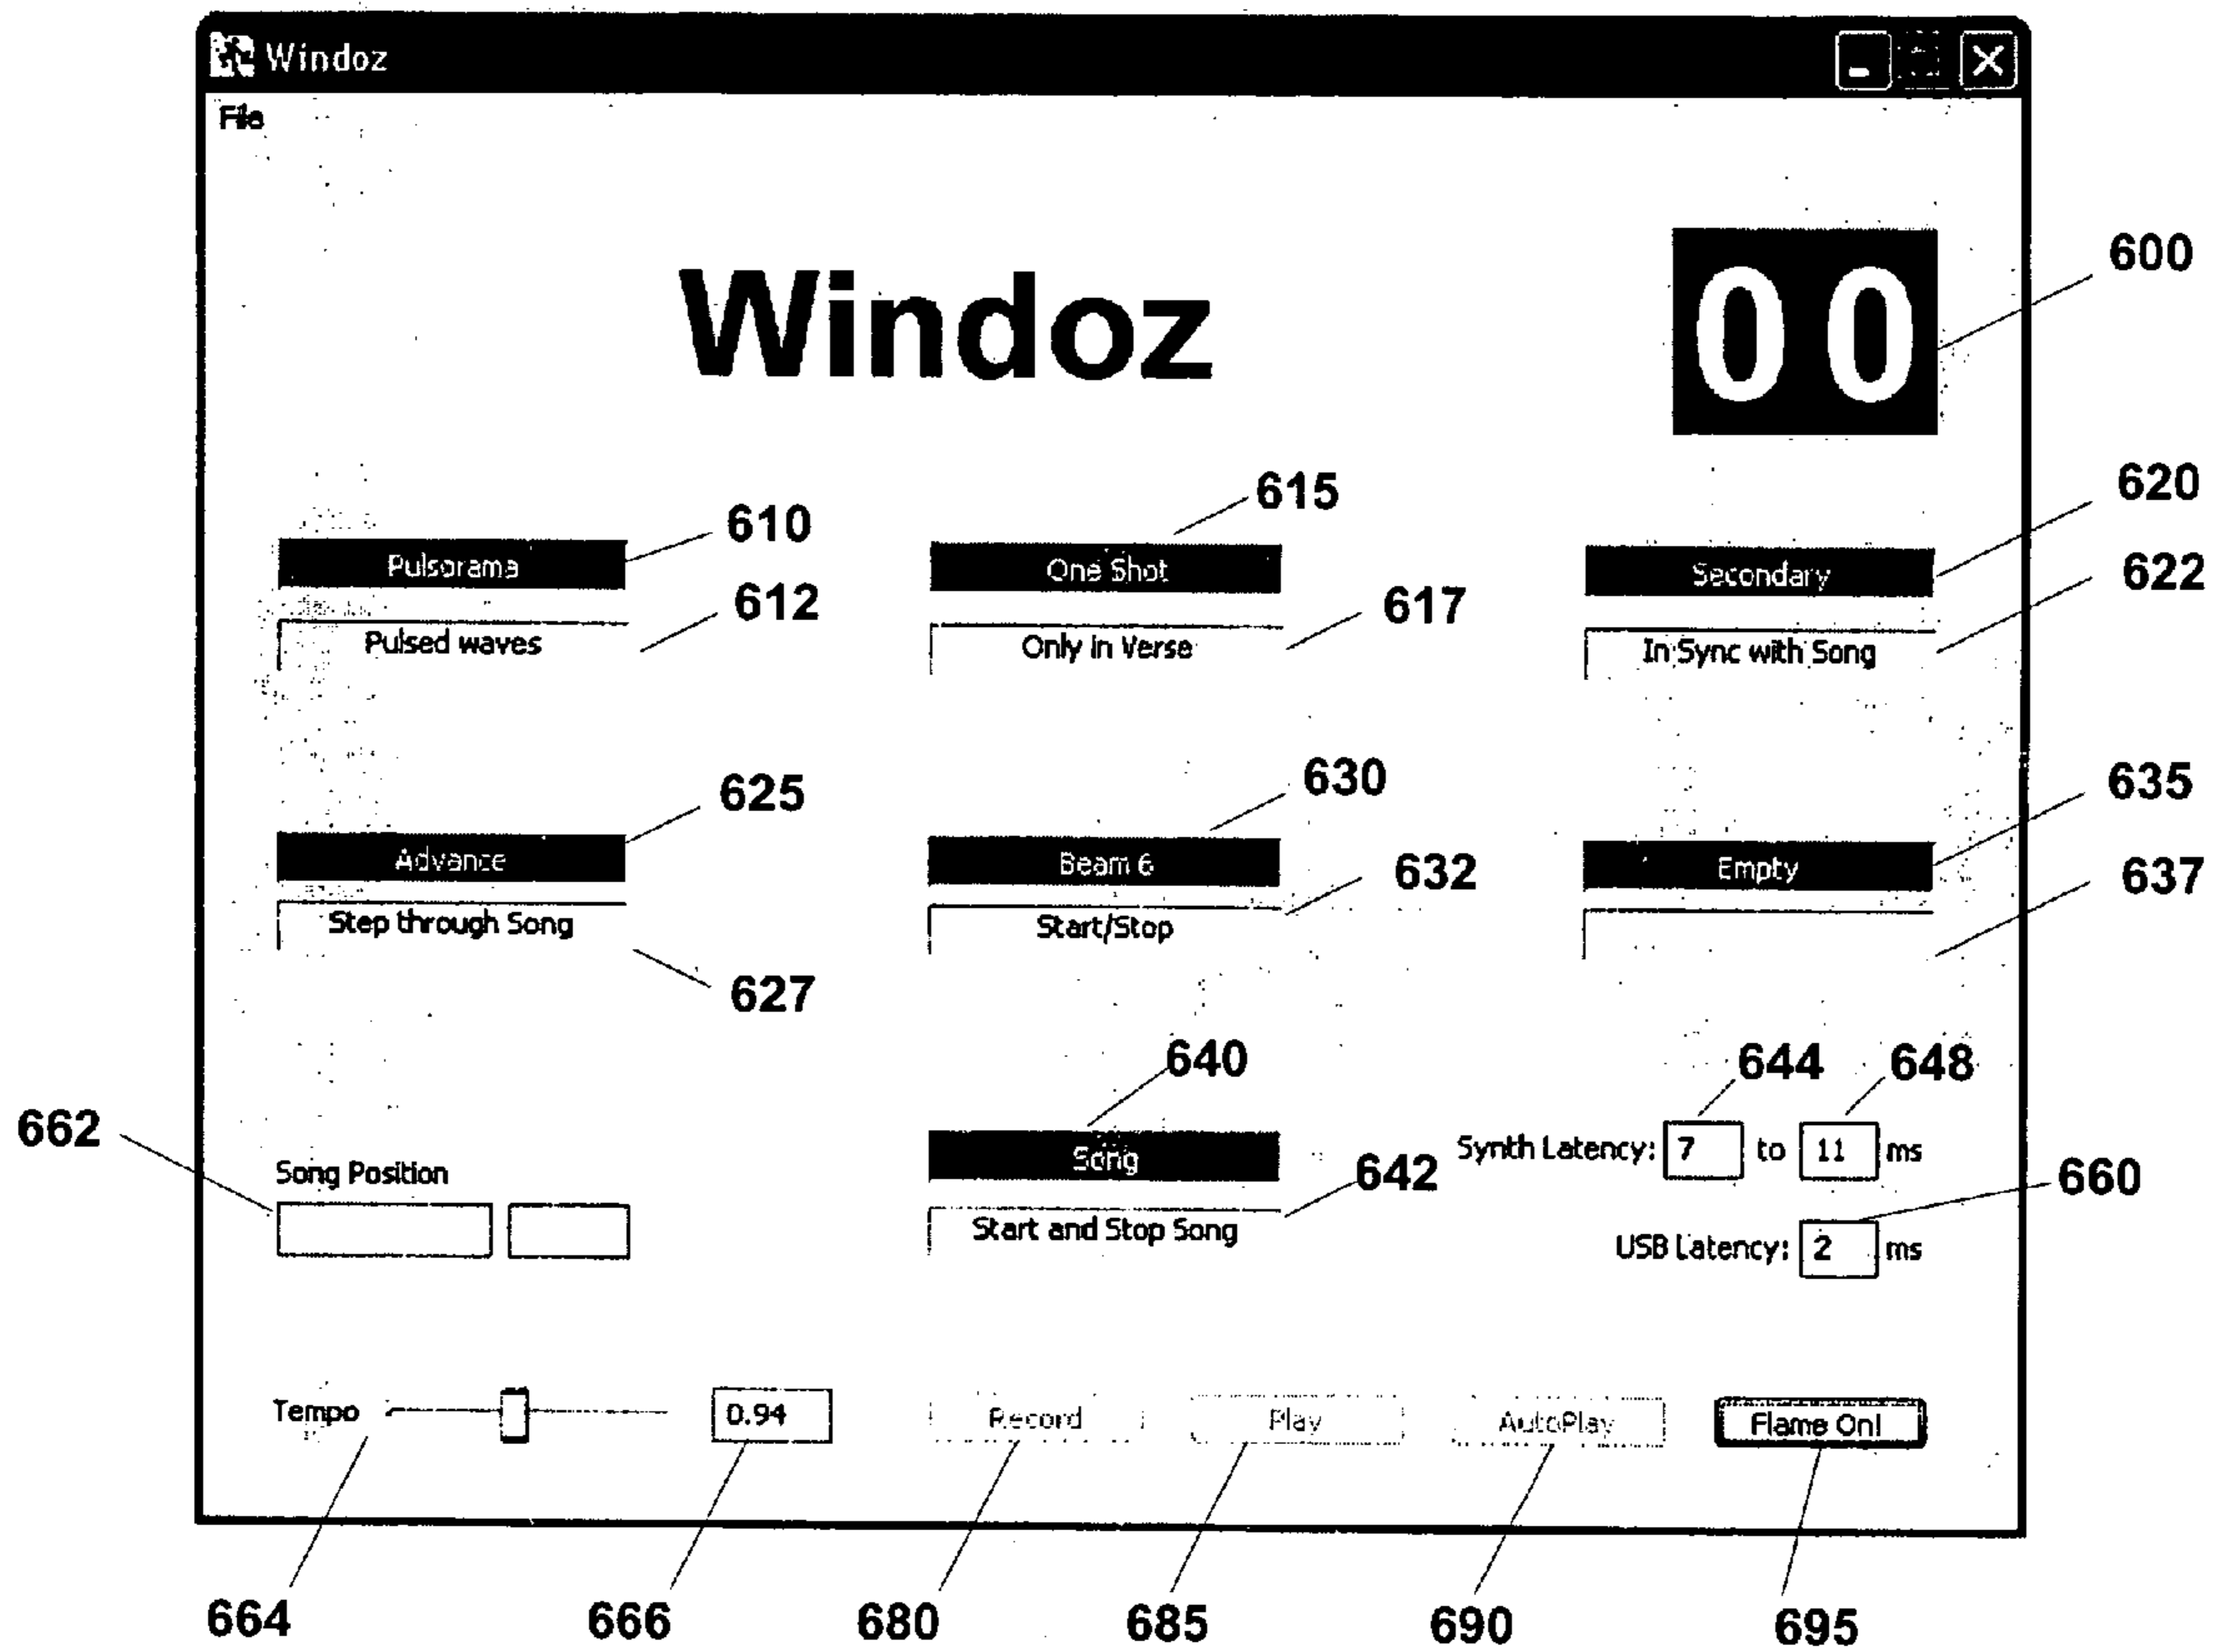 Windoz
File
Windoz
00
600
610
615
620
Pulsorama
One Shot
Secondary
612
617
622
Pulsed waves
Only in Verse
In Sync with Song
625
630
635
Advance
Beam 6
Empty
632
637
Step through Song
Start/Stop
627
640
644
648
662
Song Position
Song
642
Synth Latency: 7 to 11 ms
660
Start and Stop Song
USB Latency: 2 ms
Tempo
0.94
Record
Play
AutoPlay
Flame On!
664
666
680
685
690
695